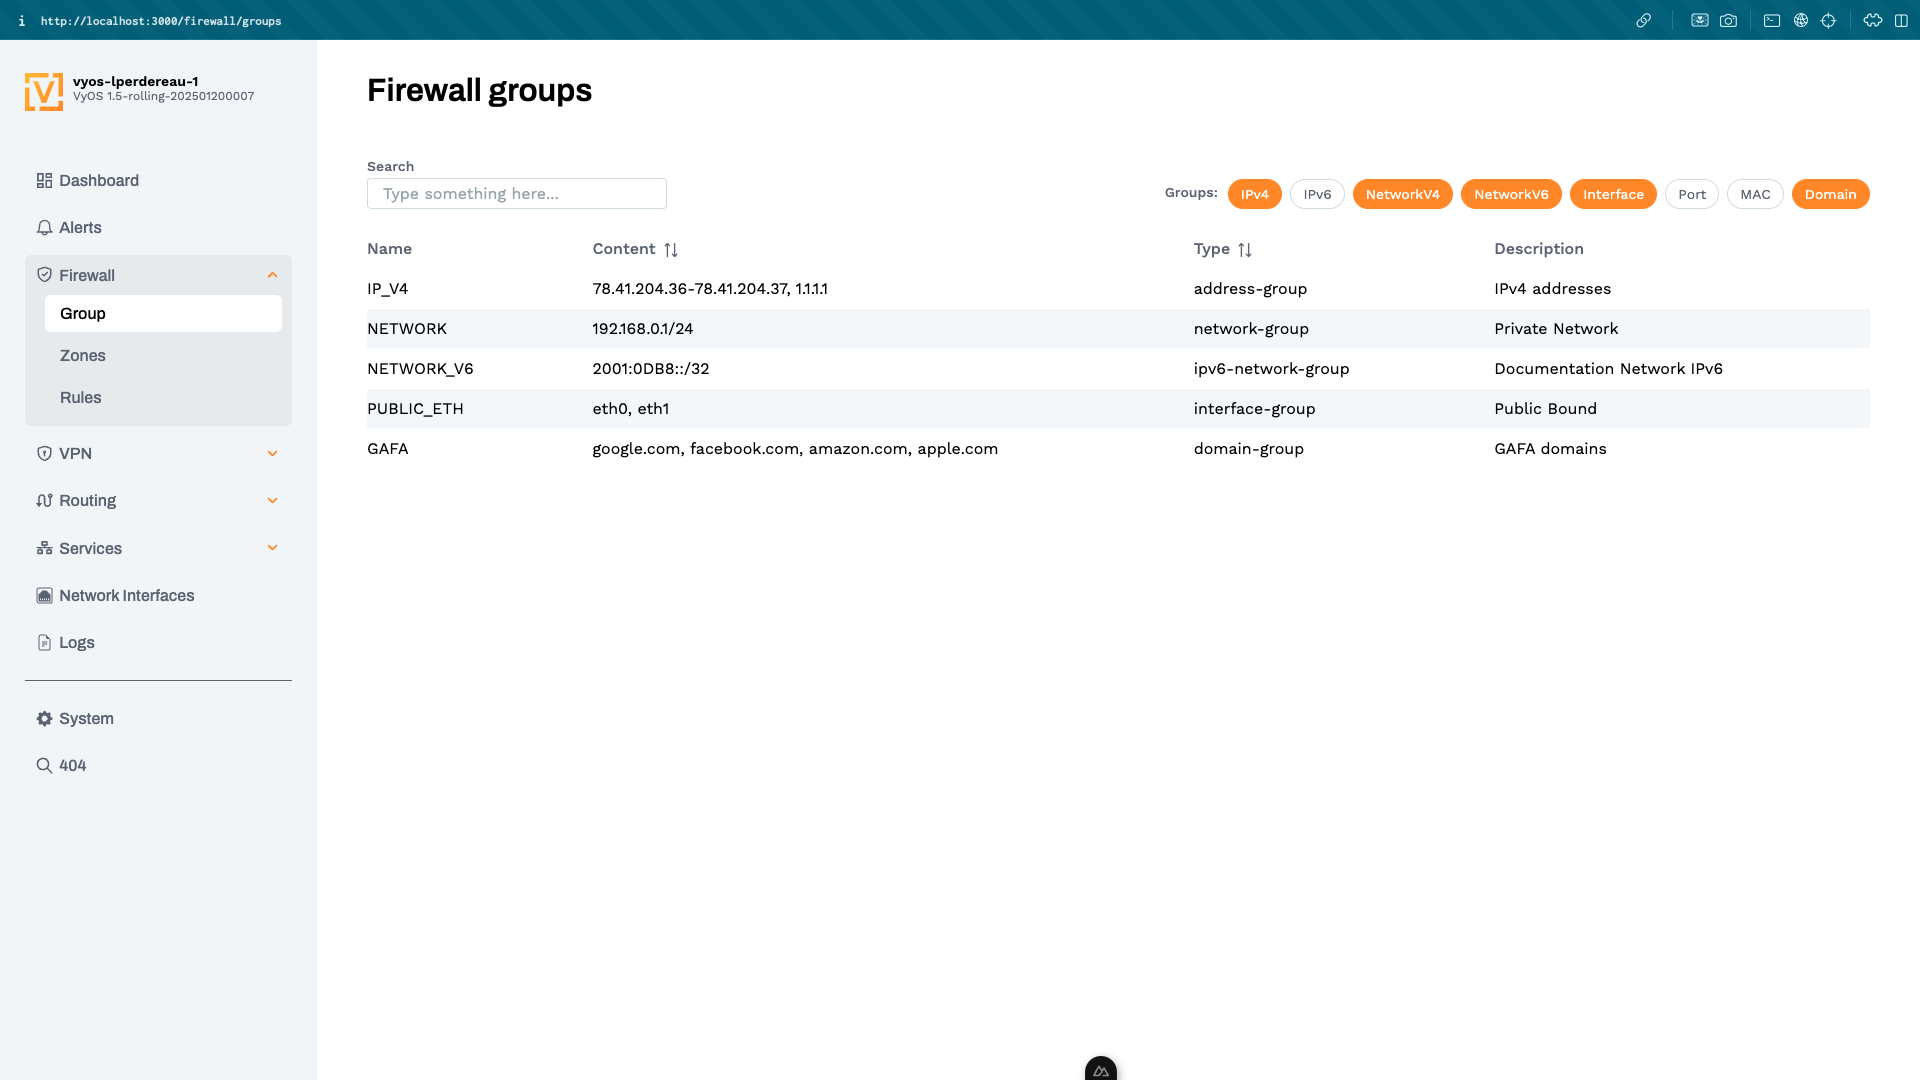 i http://localhost:3000/firewall/groups
vyos-lperdereau-1
VyOS 1.5-rolling-202501200007
Dashboard
Alerts
Firewall
Group
Zones
Rules
VPN
Routing
Services
Network Interfaces
Logs
System
404
Firewall groups
Search
Type something here...
Groups: IPv4 IPv6 NetworkV4 NetworkV6 Interface Port MAC Domain
Name Content Type Description
IP_V4 78.41.204.36-78.41.204.37, 1.1.1.1 address-group IPv4 addresses
NETWORK 192.168.0.1/24 network-group Private Network
NETWORK_V6 2001:0DB8::/32 ipv6-network-group Documentation Network IPv6
PUBLIC_ETH eth0, eth1 interface-group Public Bound
GAFA google.com, facebook.com, amazon.com, apple.com domain-group GAFA domains